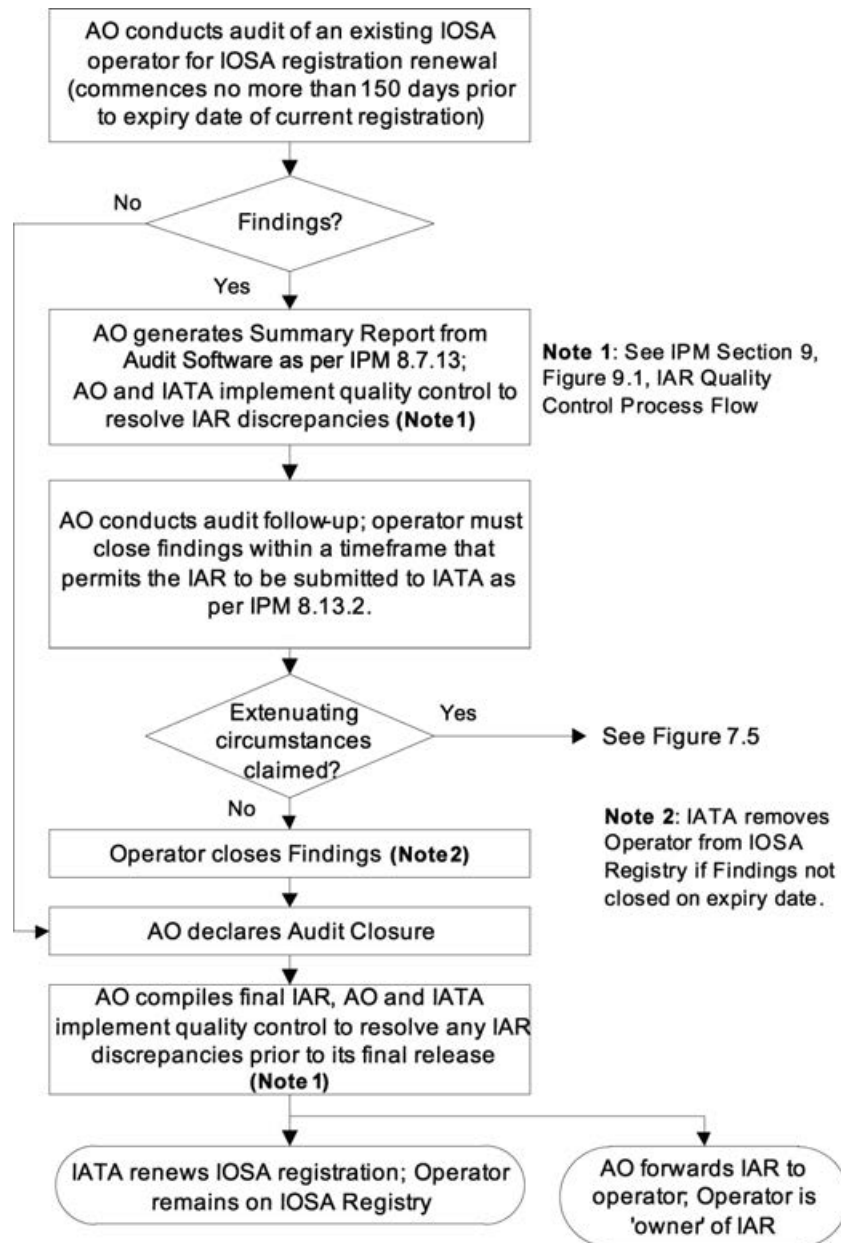 AO conducts audit of an existing IOSA
operator for IOSA registration renewal
(commences no more than 150 days prior
to expiry date of current registration)
No
Findings?
Yes
AO generates Summary Report from
Audit Software as per IPM 8.7.13;
AO and IATA implement quality control to
resolve IAR discrepancies (Note1)
Note 1: See IPM Section 9,
Figure 9.1, IAR Quality
Control Process Flow
AO conducts audit follow-up; operator must
close findings within a timeframe that
permits the IAR to be submitted to IATA as
per IPM 8.13.2.
Extenuating
circumstances
claimed?
Yes
See Figure 7.5
No
Note 2: IATA removes
Operator from IOSA
Registry if Findings not
closed on expiry date.
Operator closes Findings (Note2)
AO declares Audit Closure
AO compiles final IAR, AO and IATA
implement quality control to resolve any IAR
discrepancies prior to its final release
(Note1)
IATA renews IOSA registration; Operator
remains on IOSA Registry
AO forwards IAR to
operator; Operator is
'owner' of IAR